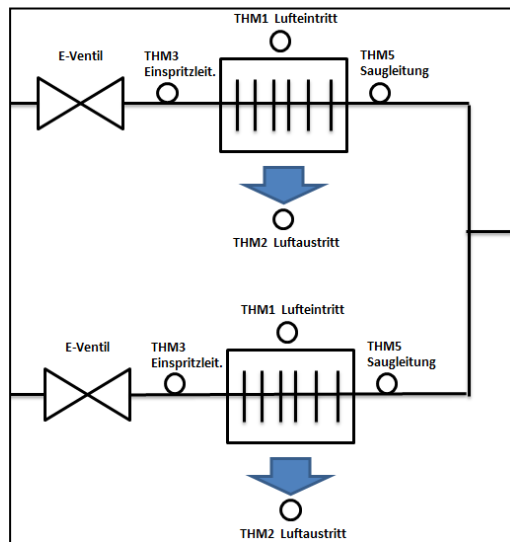 THM1 Lufteintritt
E-Ventil
THM3
Einspritzleit.
THM5
Saugleitung
THM2 Luftaustritt
THM1 Lufteintritt
E-Ventil
THM3
Einspritzleit.
THM5
Saugleitung
THM2 Luftaustritt